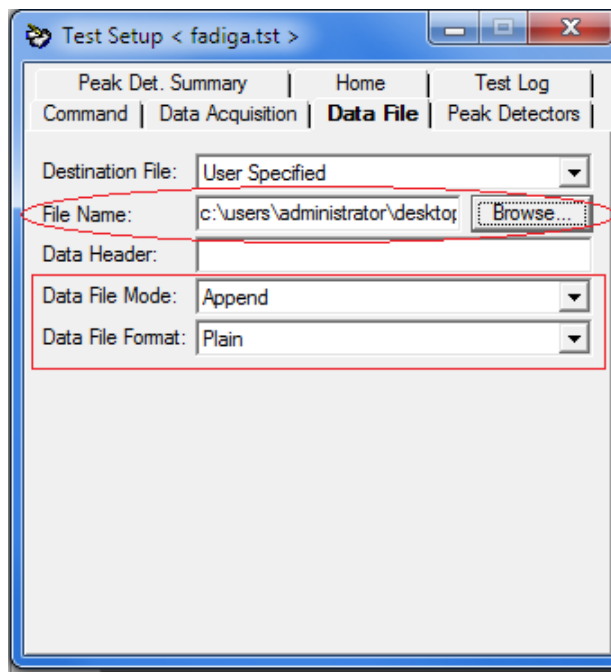 Test Setup < fadiga.tst >
Peak Det. Summary | Home | Test Log |
Command | Data Acquisition | Data File | Peak Detectors |
Destination File: User Specified
File Name: c:\users\administrator\desktop Browse...
Data Header:
Data File Mode: Append
Data File Format: Plain